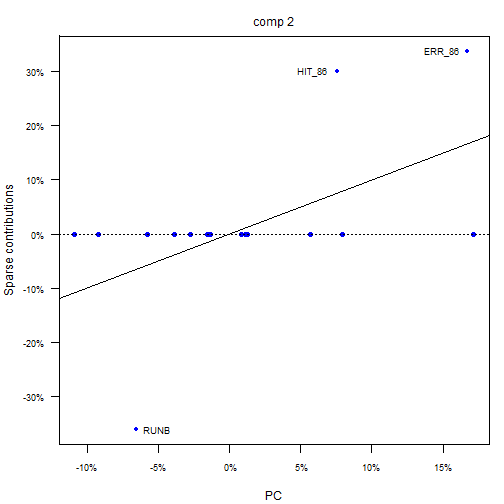 comp 2
ERR_86
HIT_86
RUNB
30%
20%
10%
0%
-10%
-20%
-30%
Sparse contributions
-10%
-5%
0%
5%
10%
15%
PC